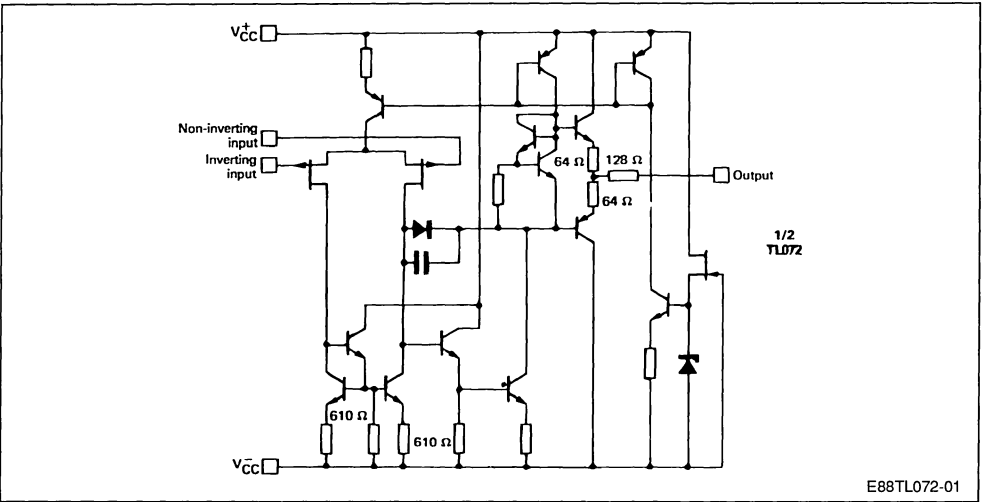 V⁺CC
Non-inverting
input
Inverting
input
64 Ω
128 Ω
Output
64 Ω
1/2
TL072
610 Ω
610 Ω
V⁻CC
E88TL072-01